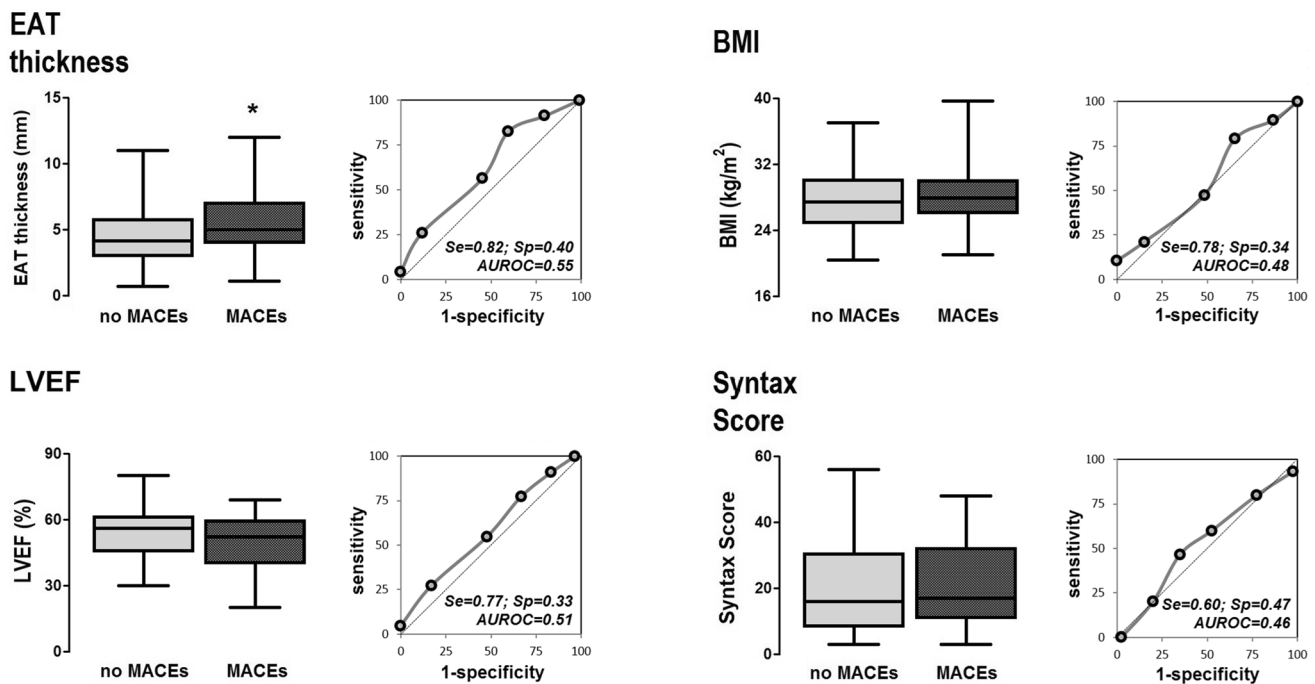 EAT
thickness
15
10
5
0
EAT thickness (mm)
*
no MACEs
MACEs
100
75
50
25
0
sensitivity
Se=0.82; Sp=0.40
AUROC=0.55
0 25 50 75 100
1-specificity
BMI
40
32
24
16
BMI (kg/m²)
no MACEs
MACEs
100
75
50
25
0
sensitivity
Se=0.78; Sp=0.34
AUROC=0.48
0 25 50 75 100
1-specificity
LVEF
90
60
30
0
LVEF (%)
no MACEs
MACEs
100
75
50
25
0
sensitivity
Se=0.77; Sp=0.33
AUROC=0.51
0 25 50 75 100
1-specificity
Syntax
Score
60
40
20
0
Syntax Score
no MACEs
MACEs
100
75
50
25
0
sensitivity
Se=0.60; Sp=0.47
AUROC=0.46
0 25 50 75 100
1-specificity